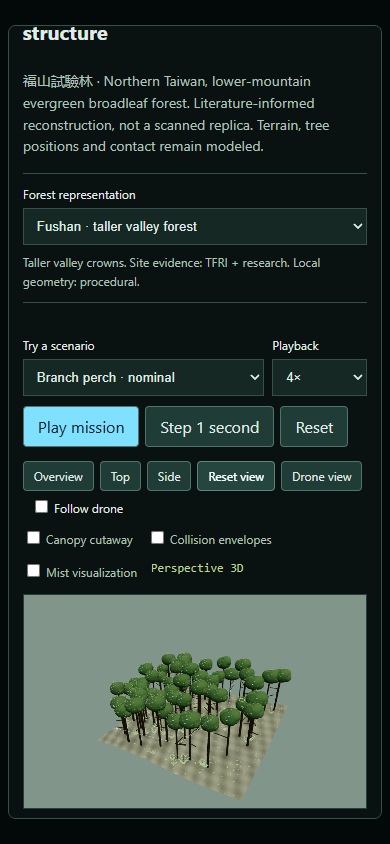 structure
福山試驗林 · Northern Taiwan, lower-mountain
evergreen broadleaf forest. Literature-informed
reconstruction, not a scanned replica. Terrain, tree
positions and contact remain modeled.
Forest representation
Fushan · taller valley forest
Taller valley crowns. Site evidence: TFRI + research. Local
geometry: procedural.
Try a scenario Playback
Branch perch · nominal 4×
Play mission Step 1 second Reset
Overview Top Side Reset view Drone view
Follow drone
Canopy cutaway Collision envelopes
Mist visualization Perspective 3D